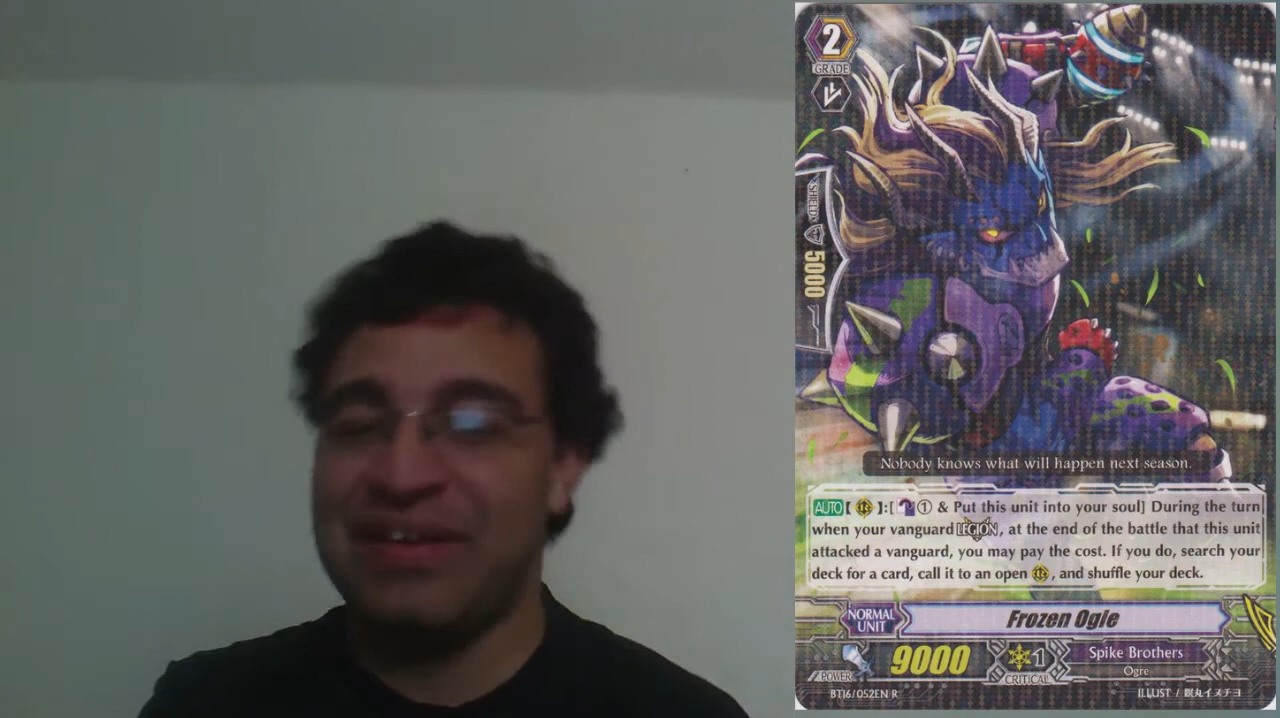 2
GRADE
SHIELD
5000
Nobody knows what will happen next season.
AUTO【 R 】:[ ① & Put this unit into your soul] During the turn
when your vanguard LEGION, at the end of the battle that this unit
attacked a vanguard, you may pay the cost. If you do, search your
deck for a card, call it to an open R, and shuffle your deck.
NORMAL
UNIT
Frozen Ogle
POWER
9000
1
CRITICAL
Spike Brothers
Ogre
BT16/052EN R
ILLUST / 銀丸イヌチヨ